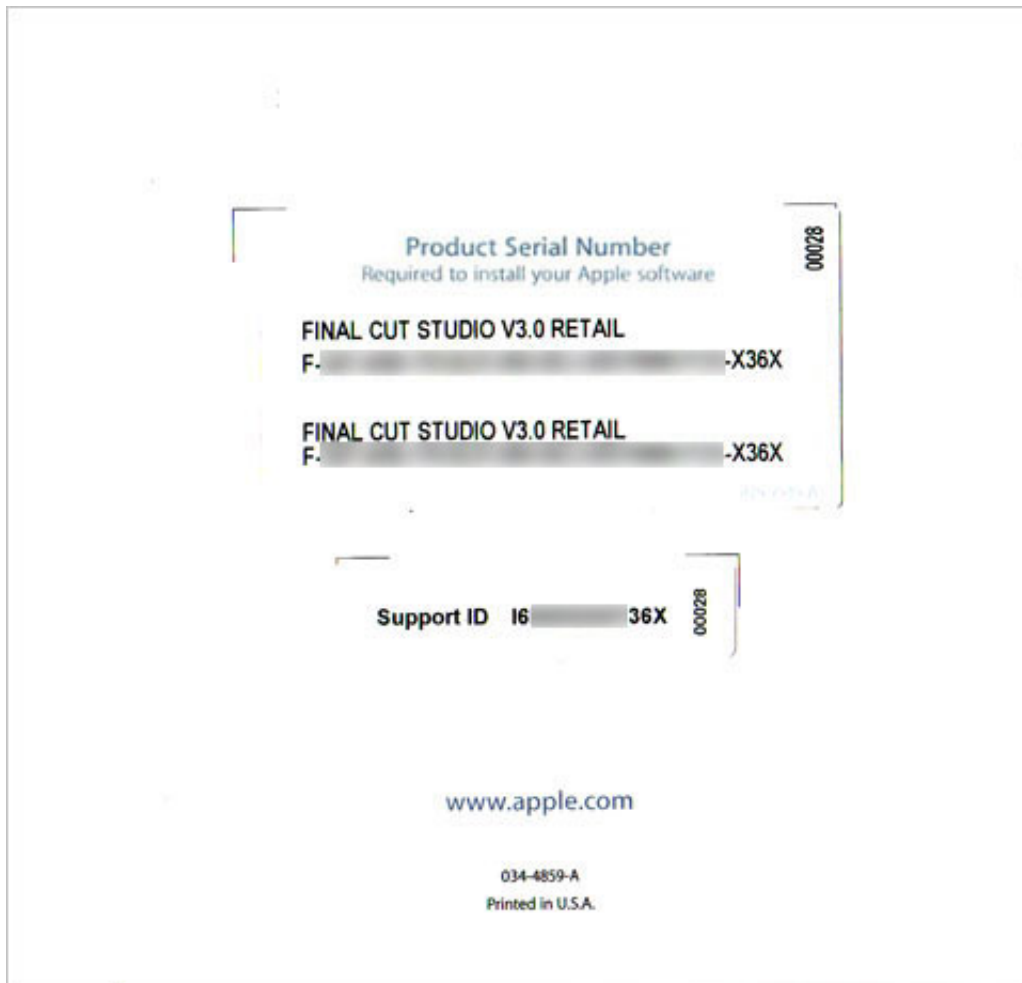 Product Serial Number
Required to install your Apple software
00028
FINAL CUT STUDIO V3.0 RETAIL
F- -X36X
FINAL CUT STUDIO V3.0 RETAIL
F- -X36X
Support ID I6 36X
00028
www.apple.com
034-4859-A
Printed in U.S.A.